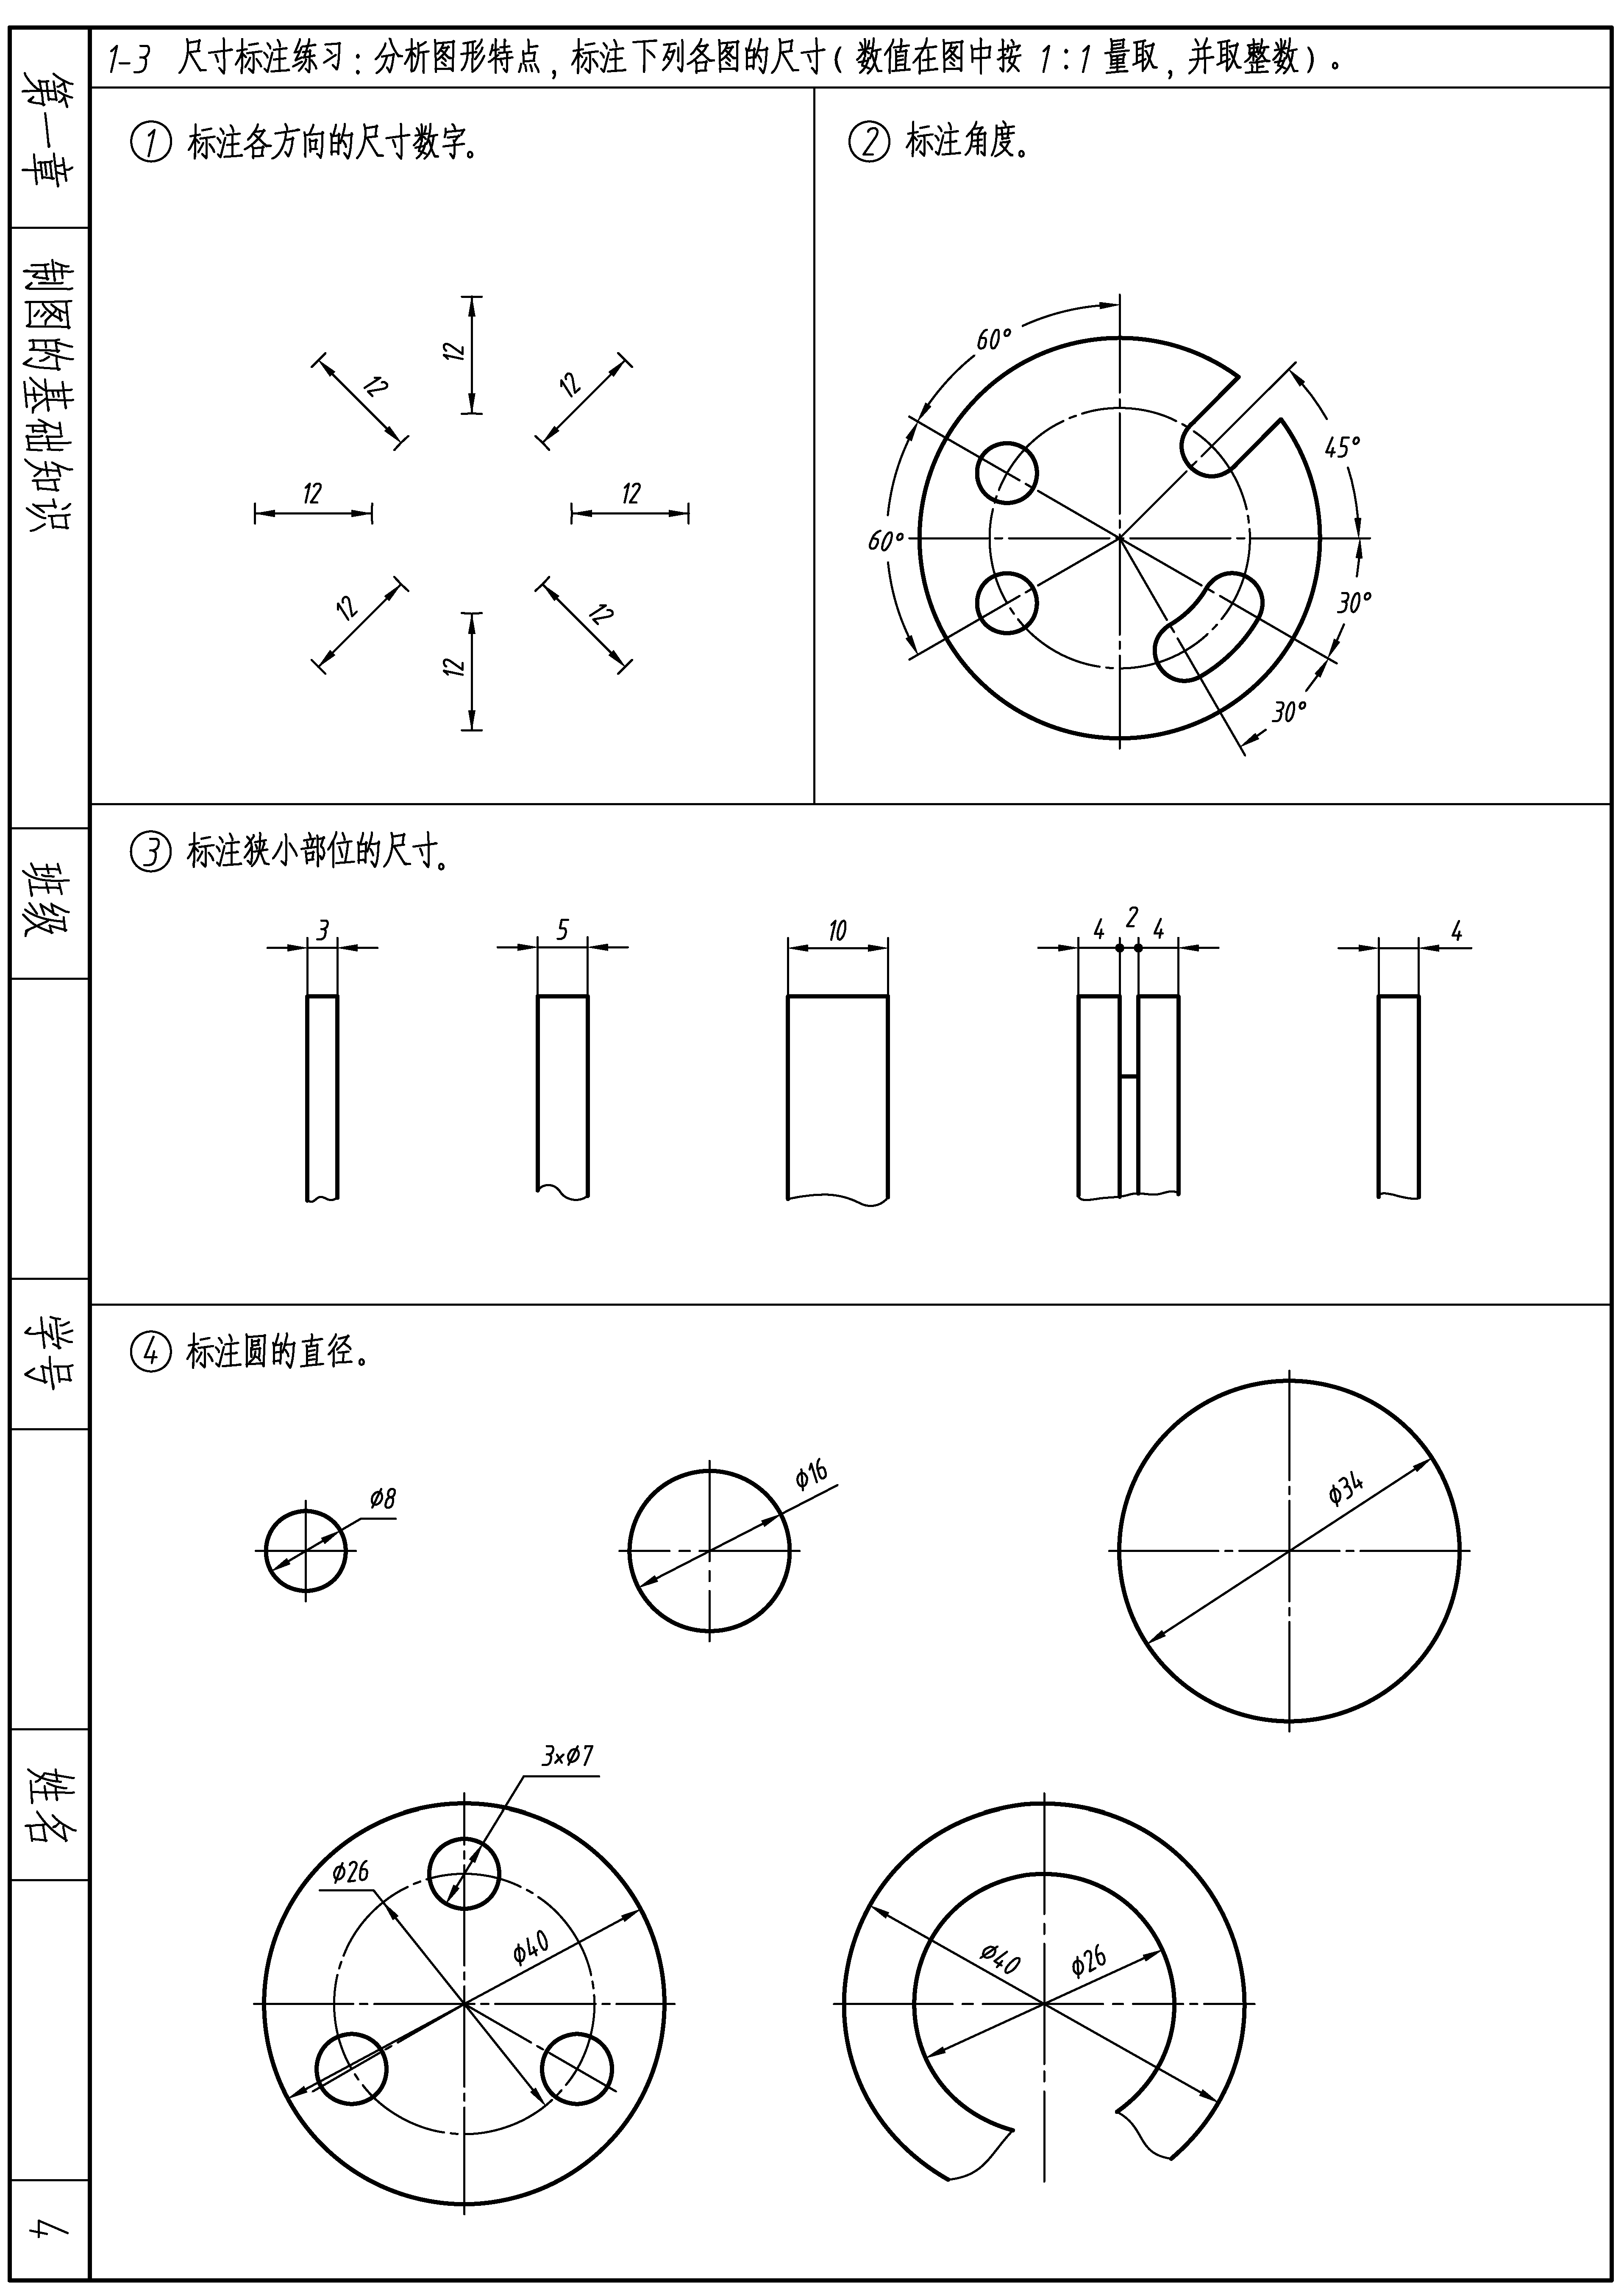 1-3 尺寸标注练习：分析图形特点，标注下列各图的尺寸（数值在图中按 1：1 量取，并取整数）。
第一章
制图的基础知识
班级
学号
姓名
4
① 标注各方向的尺寸数字。
12
12
12
12
12
12
12
12
② 标注角度。
60°
45°
60°
30°
30°
③ 标注狭小部位的尺寸。
3
5
10
4
2
4
4
④ 标注圆的直径。
ϕ8
ϕ16
ϕ34
3×ϕ7
ϕ26
ϕ40
ϕ40
ϕ26